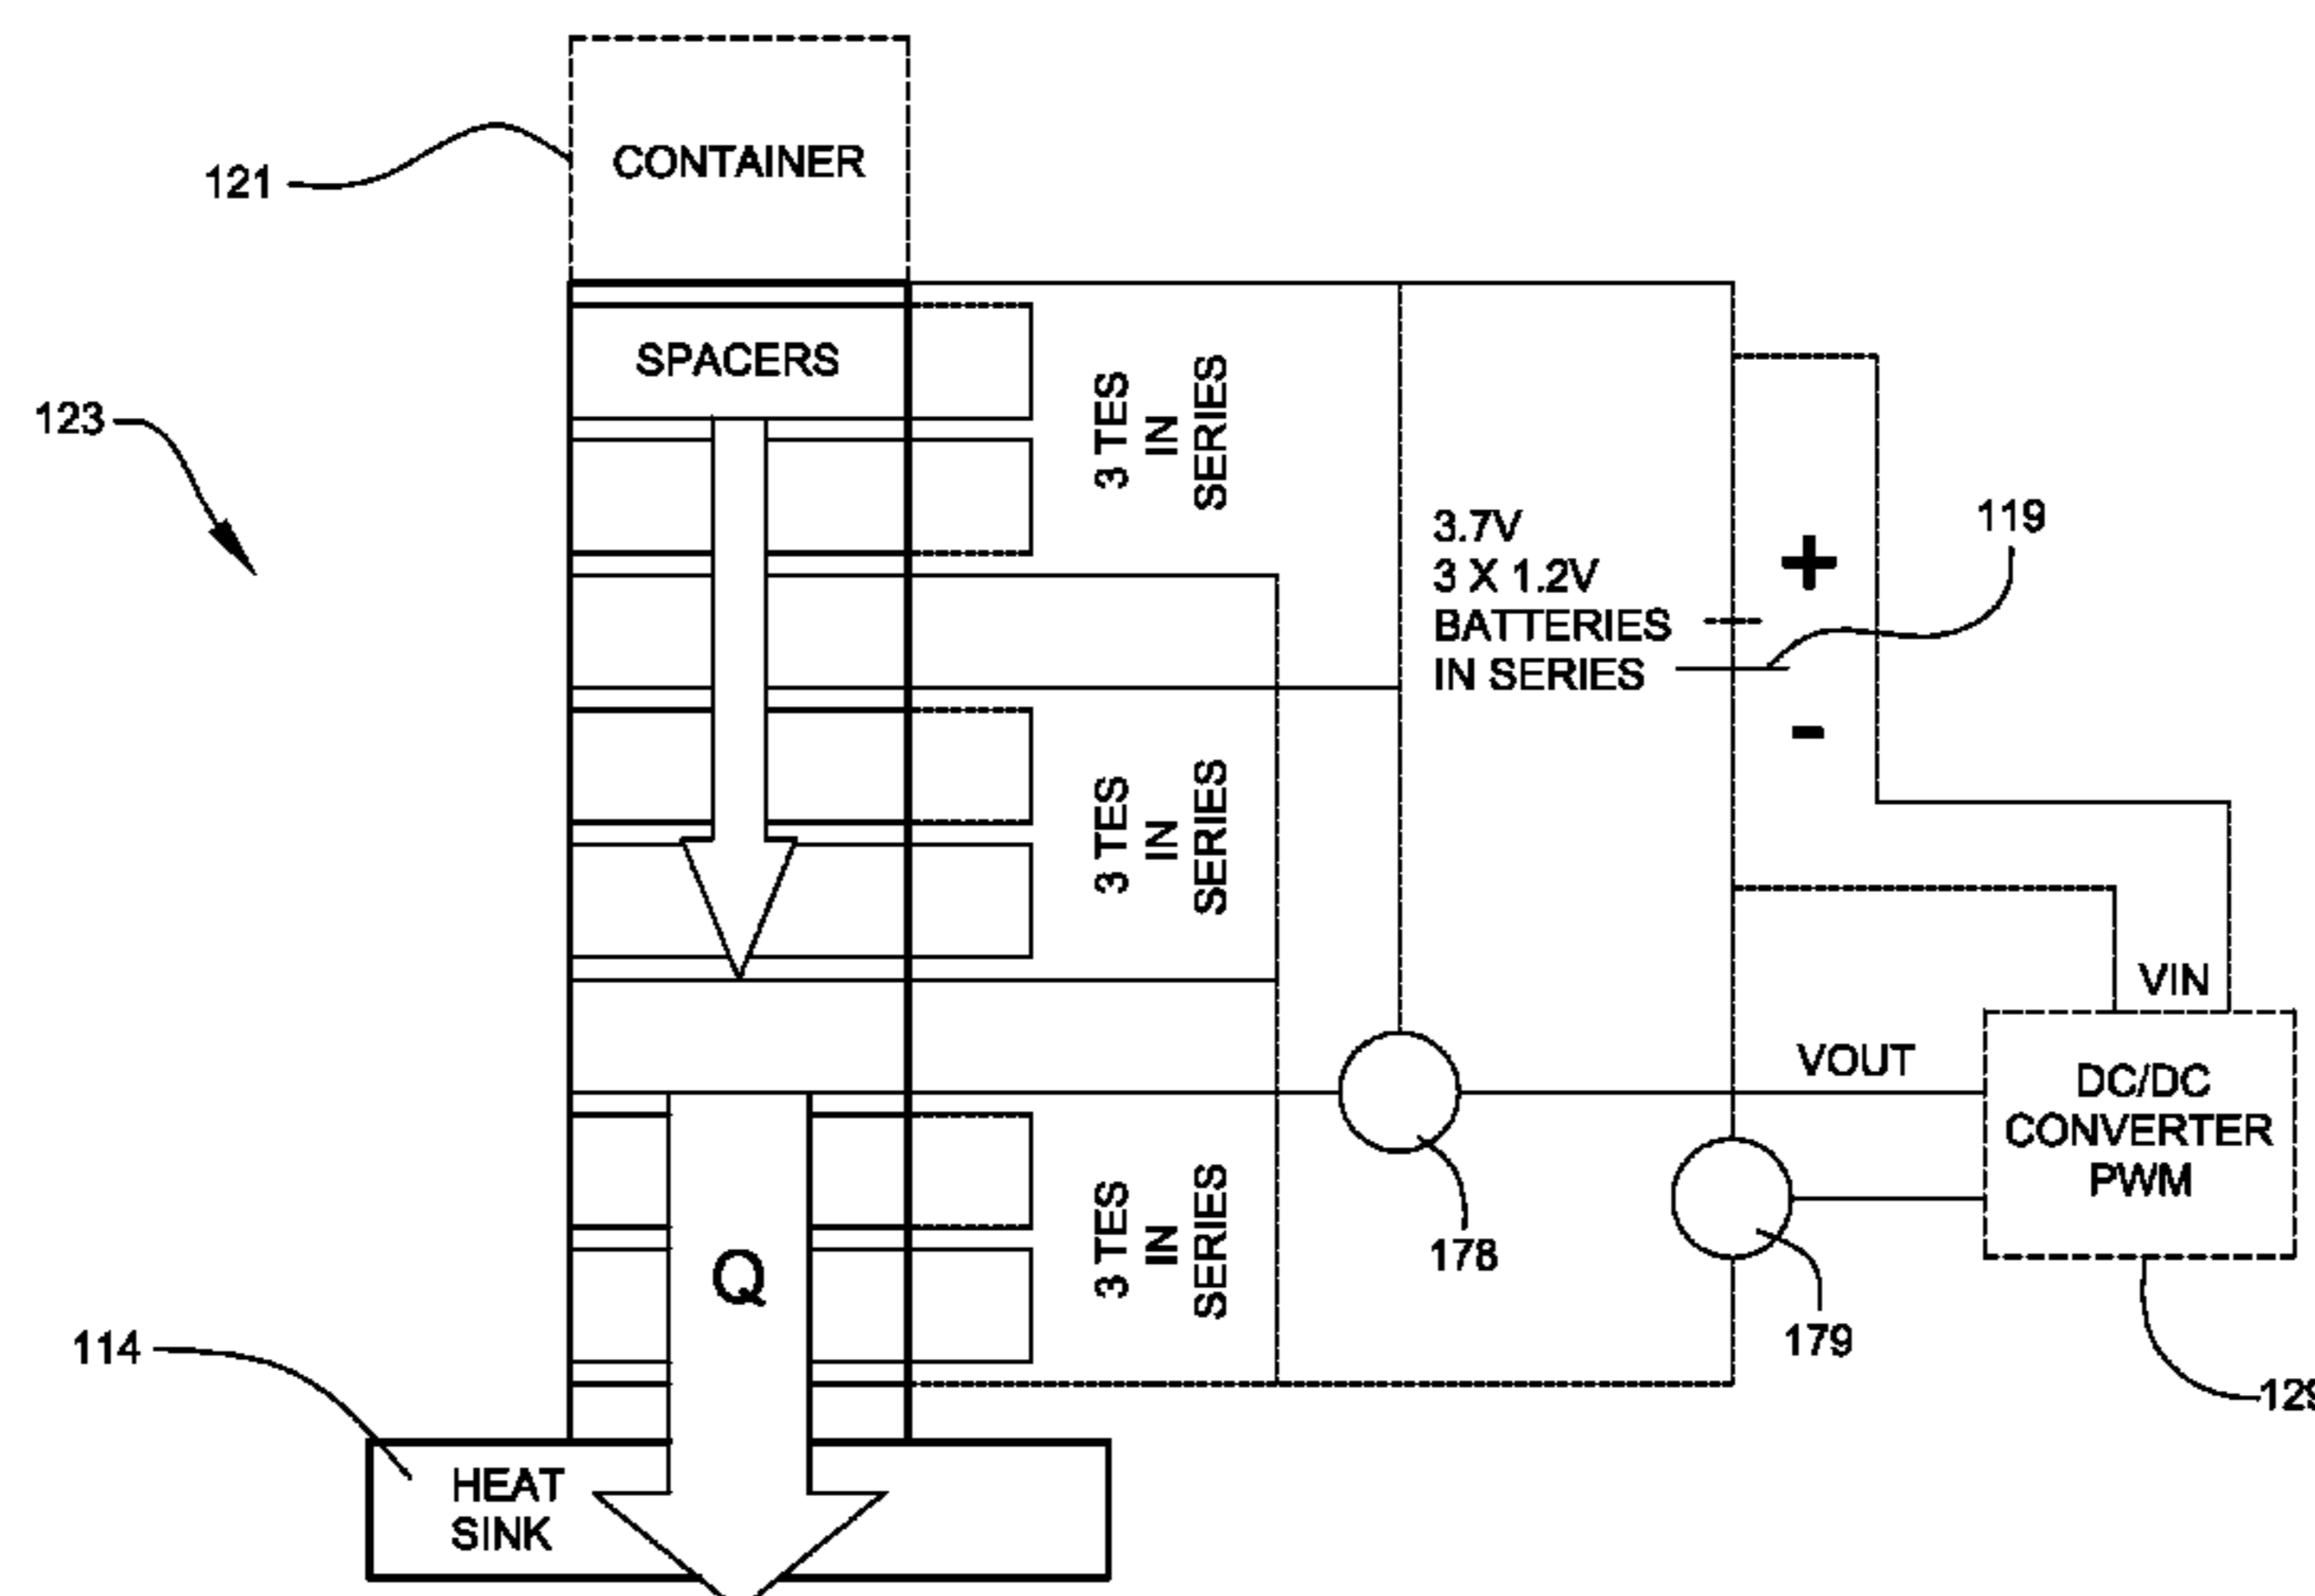 CONTAINER
121
SPACERS
123
3 TES
IN
SERIES
3.7V
3 X 1.2V
BATTERIES
IN SERIES
+
-
119
3 TES
IN
SERIES
VIN
VOUT
DC/DC
CONVERTER
PWM
3 TES
IN
SERIES
178
179
Q
114
129
HEAT
SINK